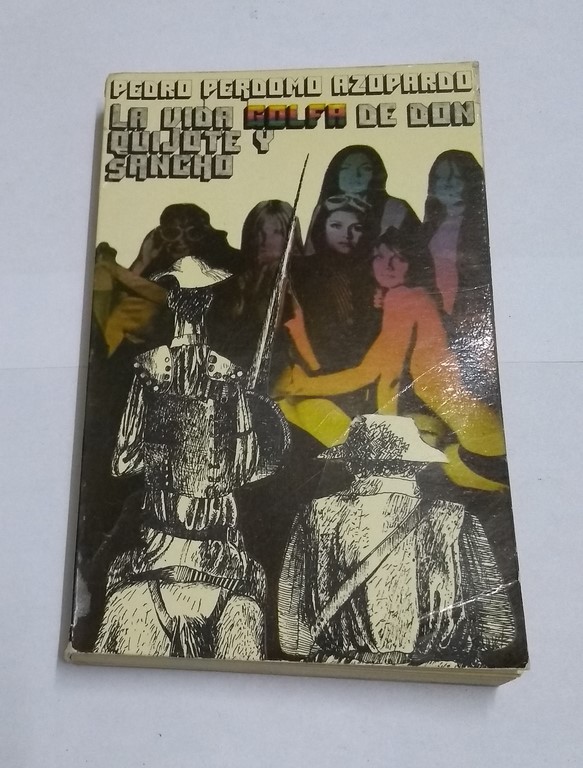 PEDRO PERDOMO AZOPARDO
LA VIDA GOLFA DE DON
QUIJOTE Y
SANCHO